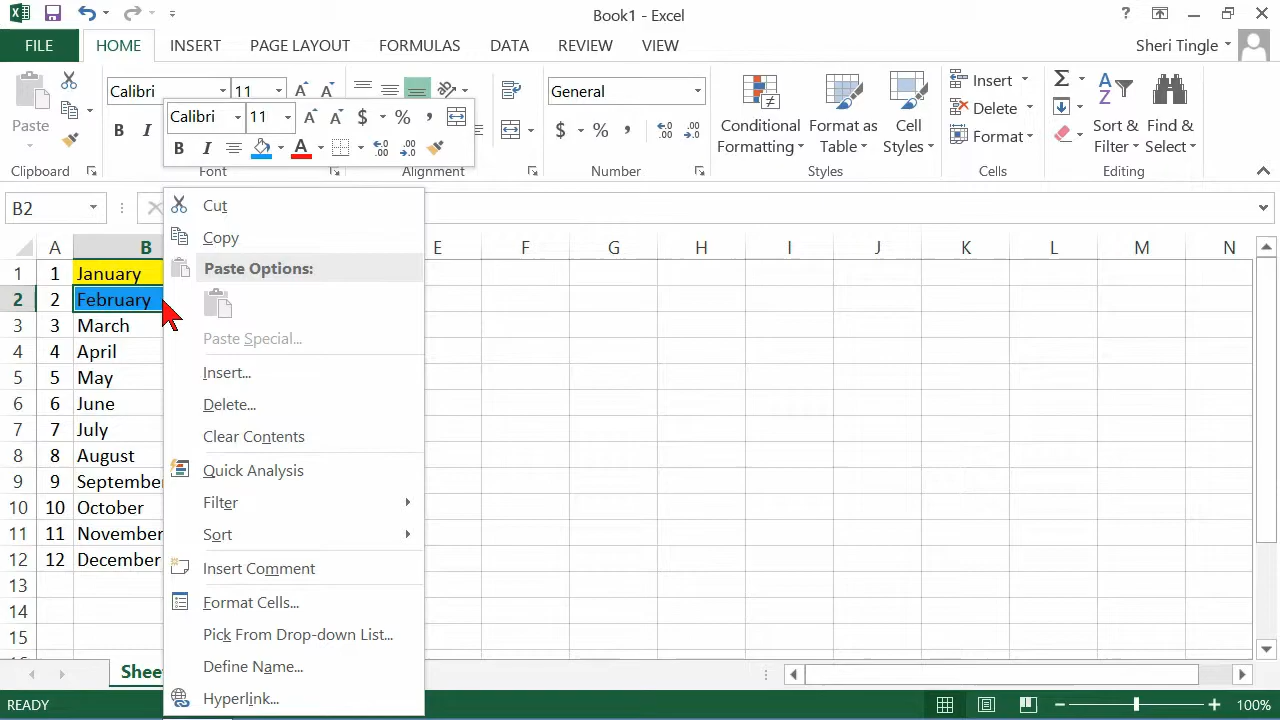 Book1 - Excel
?
FILE HOME INSERT PAGE LAYOUT FORMULAS DATA REVIEW VIEW Sheri Tingle
Paste
Clipboard
Calibri 11
B I
Font
Calibri 11 $ % ,
B I A
Alignment
General
$ % ,
Number
Conditional Formatting
Format as Table
Cell Styles
Styles
Insert
Delete
Format
Cells
Sort & Filter
Find & Select
Editing
B2
A B E F G H I J K L M N
1 1 January
2 2 February
3 3 March
4 4 April
5 5 May
6 6 June
7 7 July
8 8 August
9 9 September
10 10 October
11 11 November
12 12 December
13
14
15
Cut
Copy
Paste Options:
Paste Special...
Insert...
Delete...
Clear Contents
Quick Analysis
Filter
Sort
Insert Comment
Format Cells...
Pick From Drop-down List...
Define Name...
Hyperlink...
Shee
READY 100%